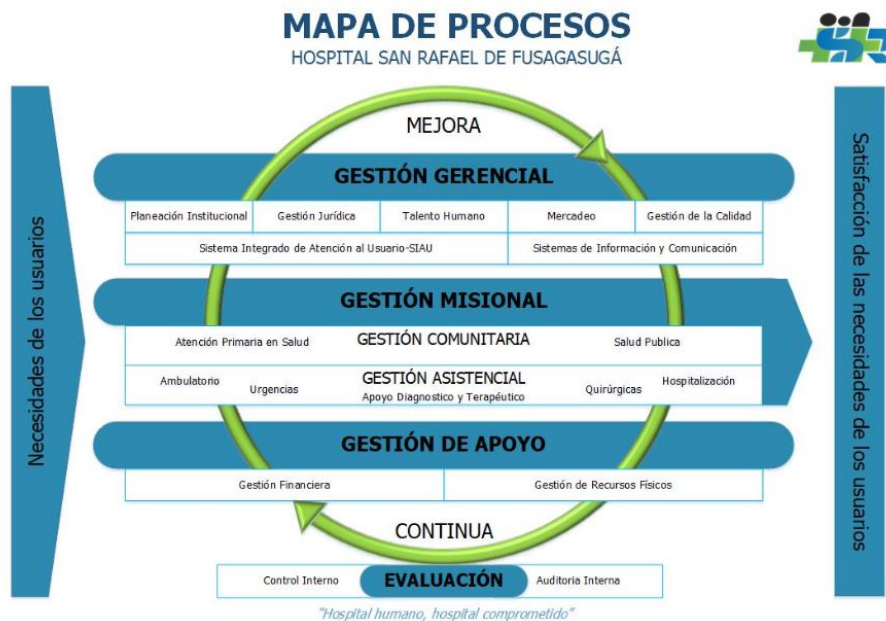 MAPA DE PROCESOS
HOSPITAL SAN RAFAEL DE FUSAGASUGÁ
Necesidades de los usuarios
MEJORA
GESTIÓN GERENCIAL
Planeación Institucional
Gestión Jurídica
Talento Humano
Mercadeo
Gestión de la Calidad
Sistema Integrado de Atención al Usuario-SIAU
Sistemas de Información y Comunicación
GESTIÓN MISIONAL
Atención Primaria en Salud
GESTIÓN COMUNITARIA
Salud Publica
Ambulatorio
Urgencias
GESTIÓN ASISTENCIAL
Apoyo Diagnostico y Terapéutico
Quirúrgicas
Hospitalización
GESTIÓN DE APOYO
Gestión Financiera
Gestión de Recursos Físicos
CONTINUA
Control Interno
EVALUACIÓN
Auditoria Interna
"Hospital humano, hospital comprometido"
Satisfacción de las necesidades de los usuarios